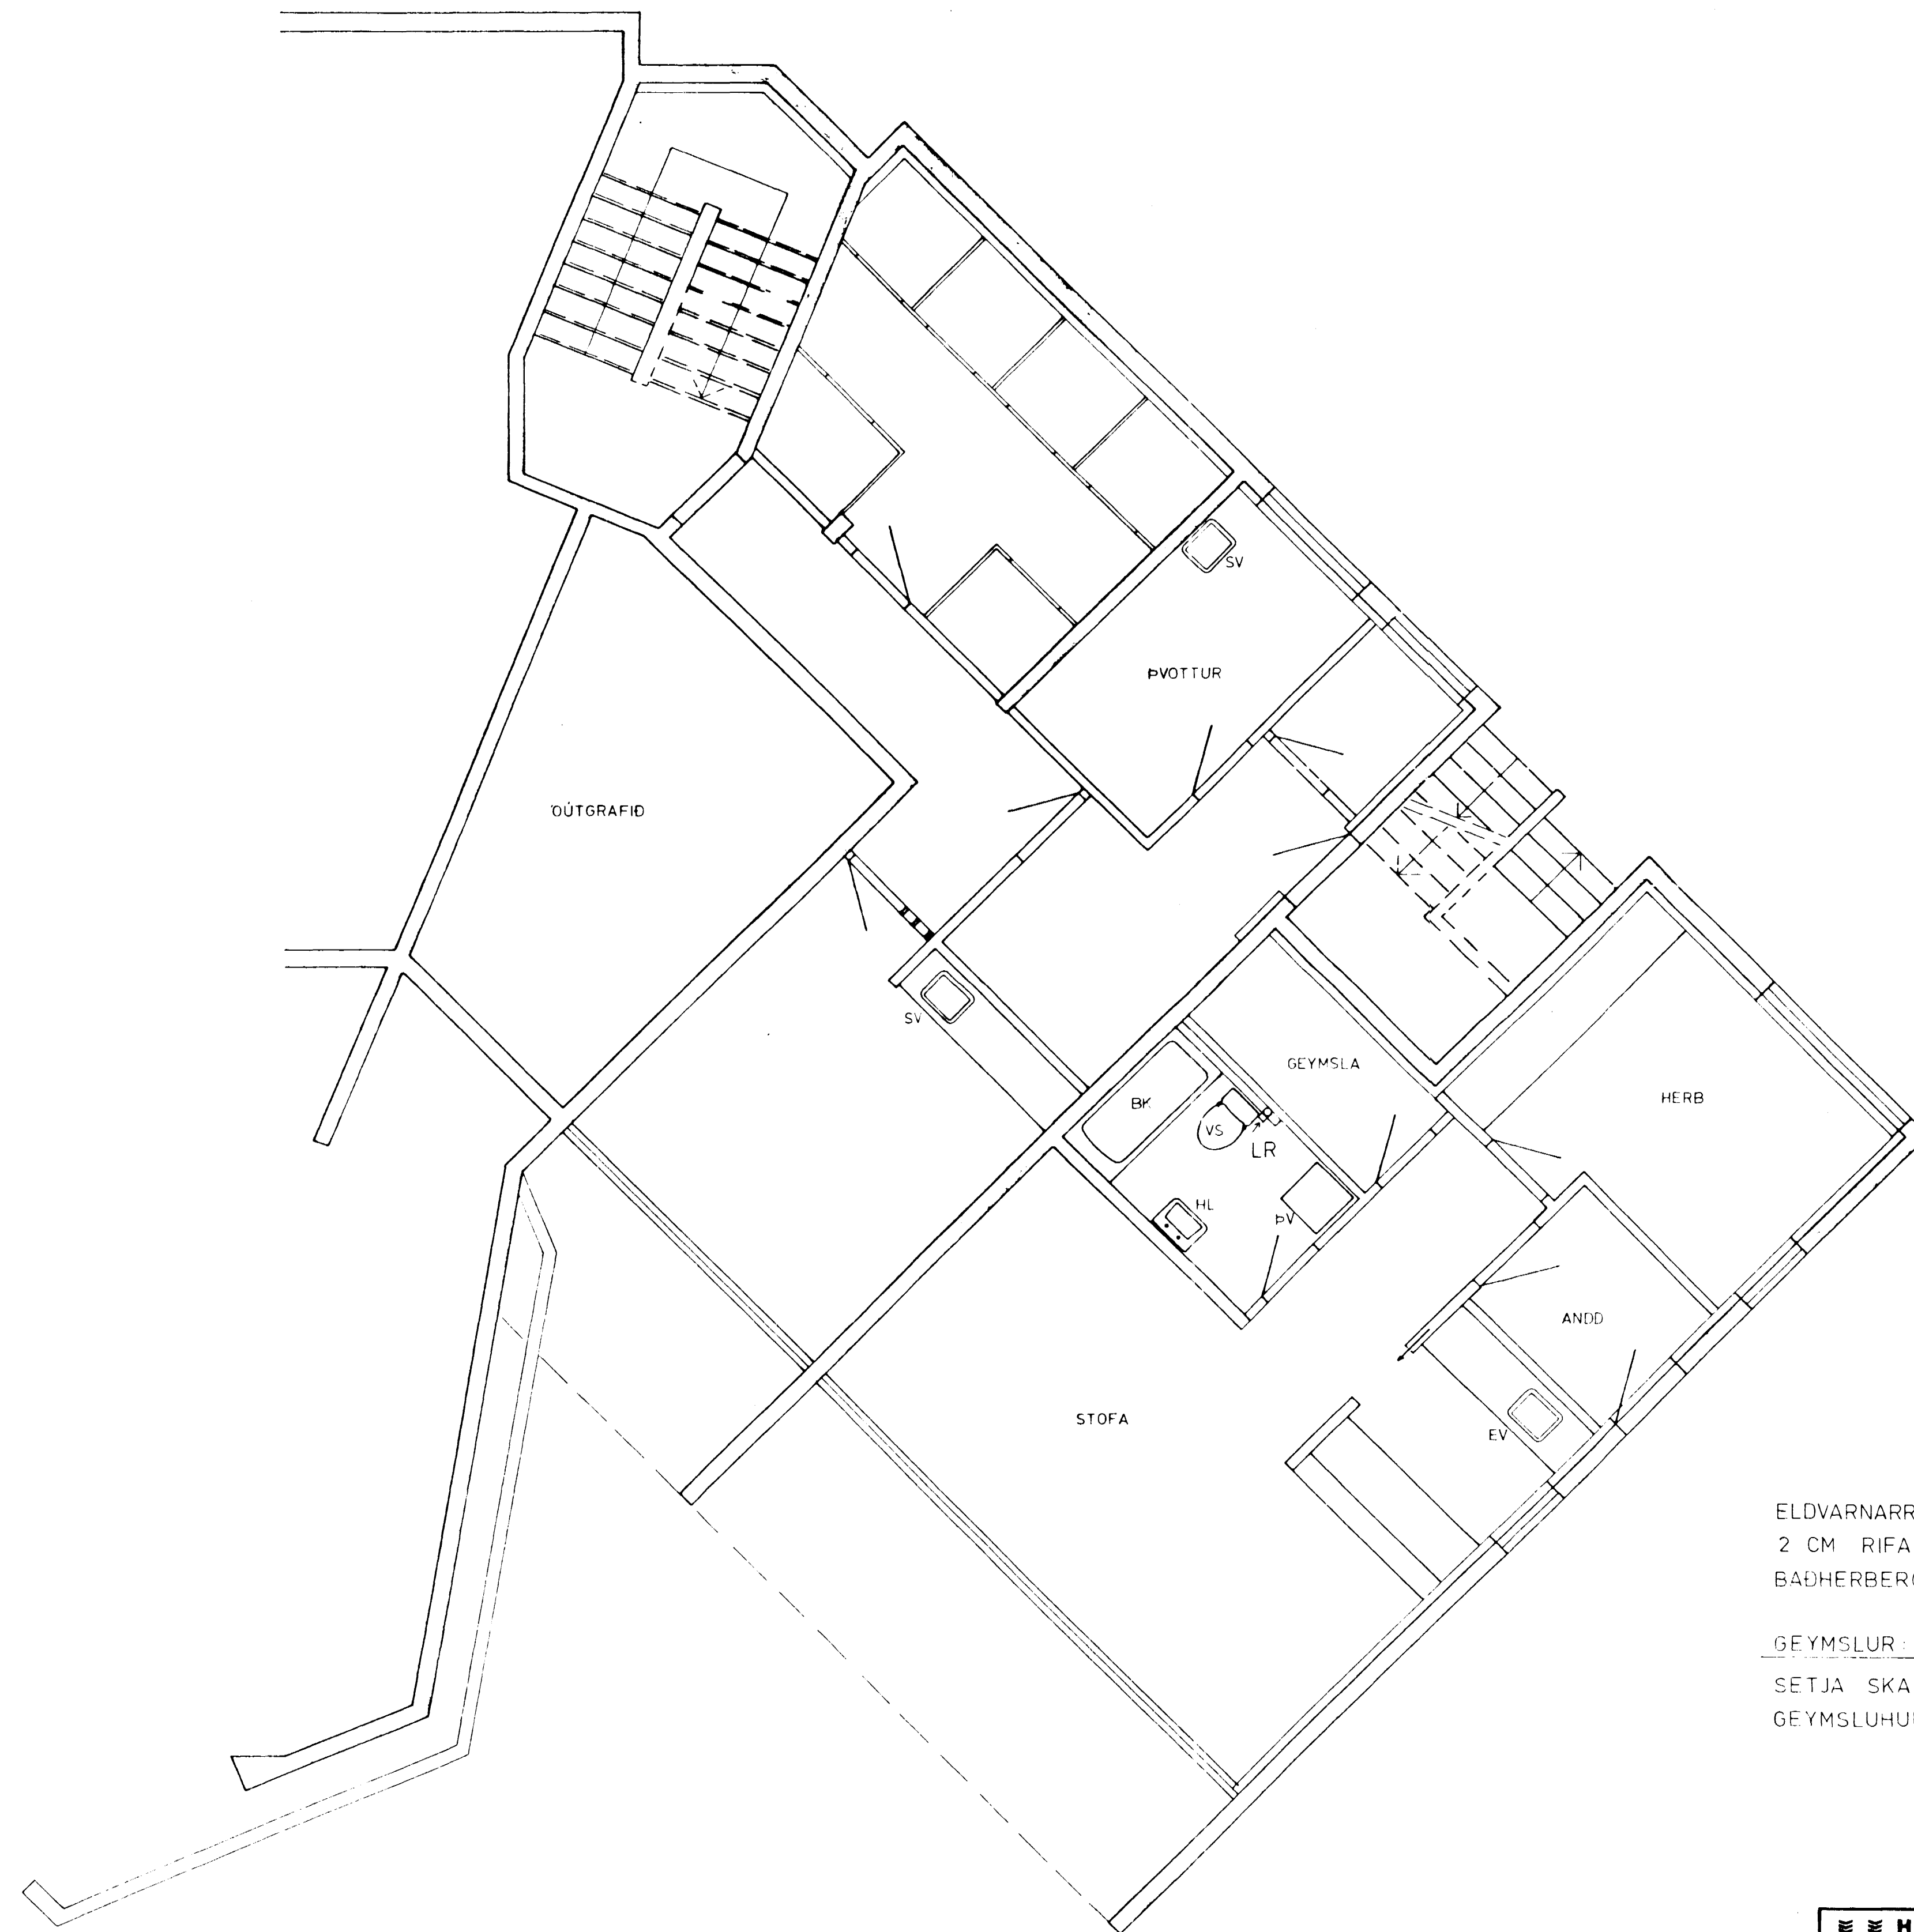 SV
ÞVOTTUR
ÓÚTGRAFIÐ
SV
GEYMSLA
BK
VS
LR
HERB
HL
ÞV
ANDD
STOFA
EV
ELDVARNARR
2 CM RIFA
BAÐHERBER
GEYMSLUR:
SETJA SKA
GEYMSLUHU
H